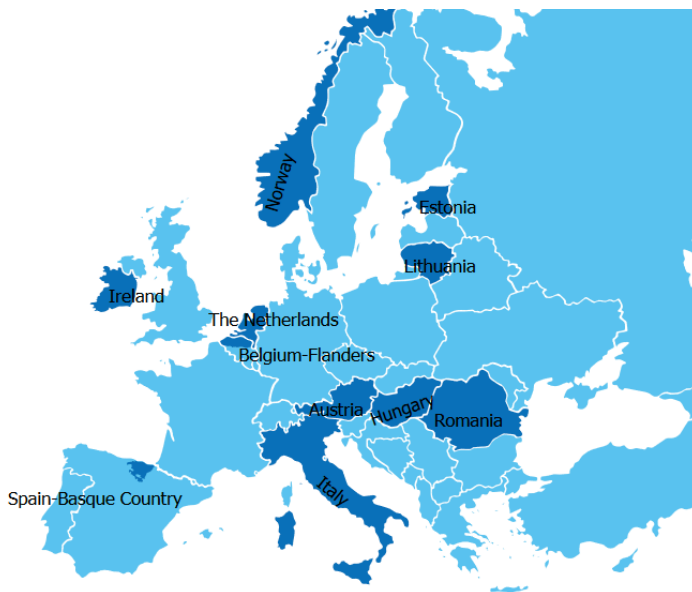 Norway
Estonia
Lithuania
Ireland
The Netherlands
Belgium-Flanders
Austria
Hungary
Romania
Italy
Spain-Basque Country